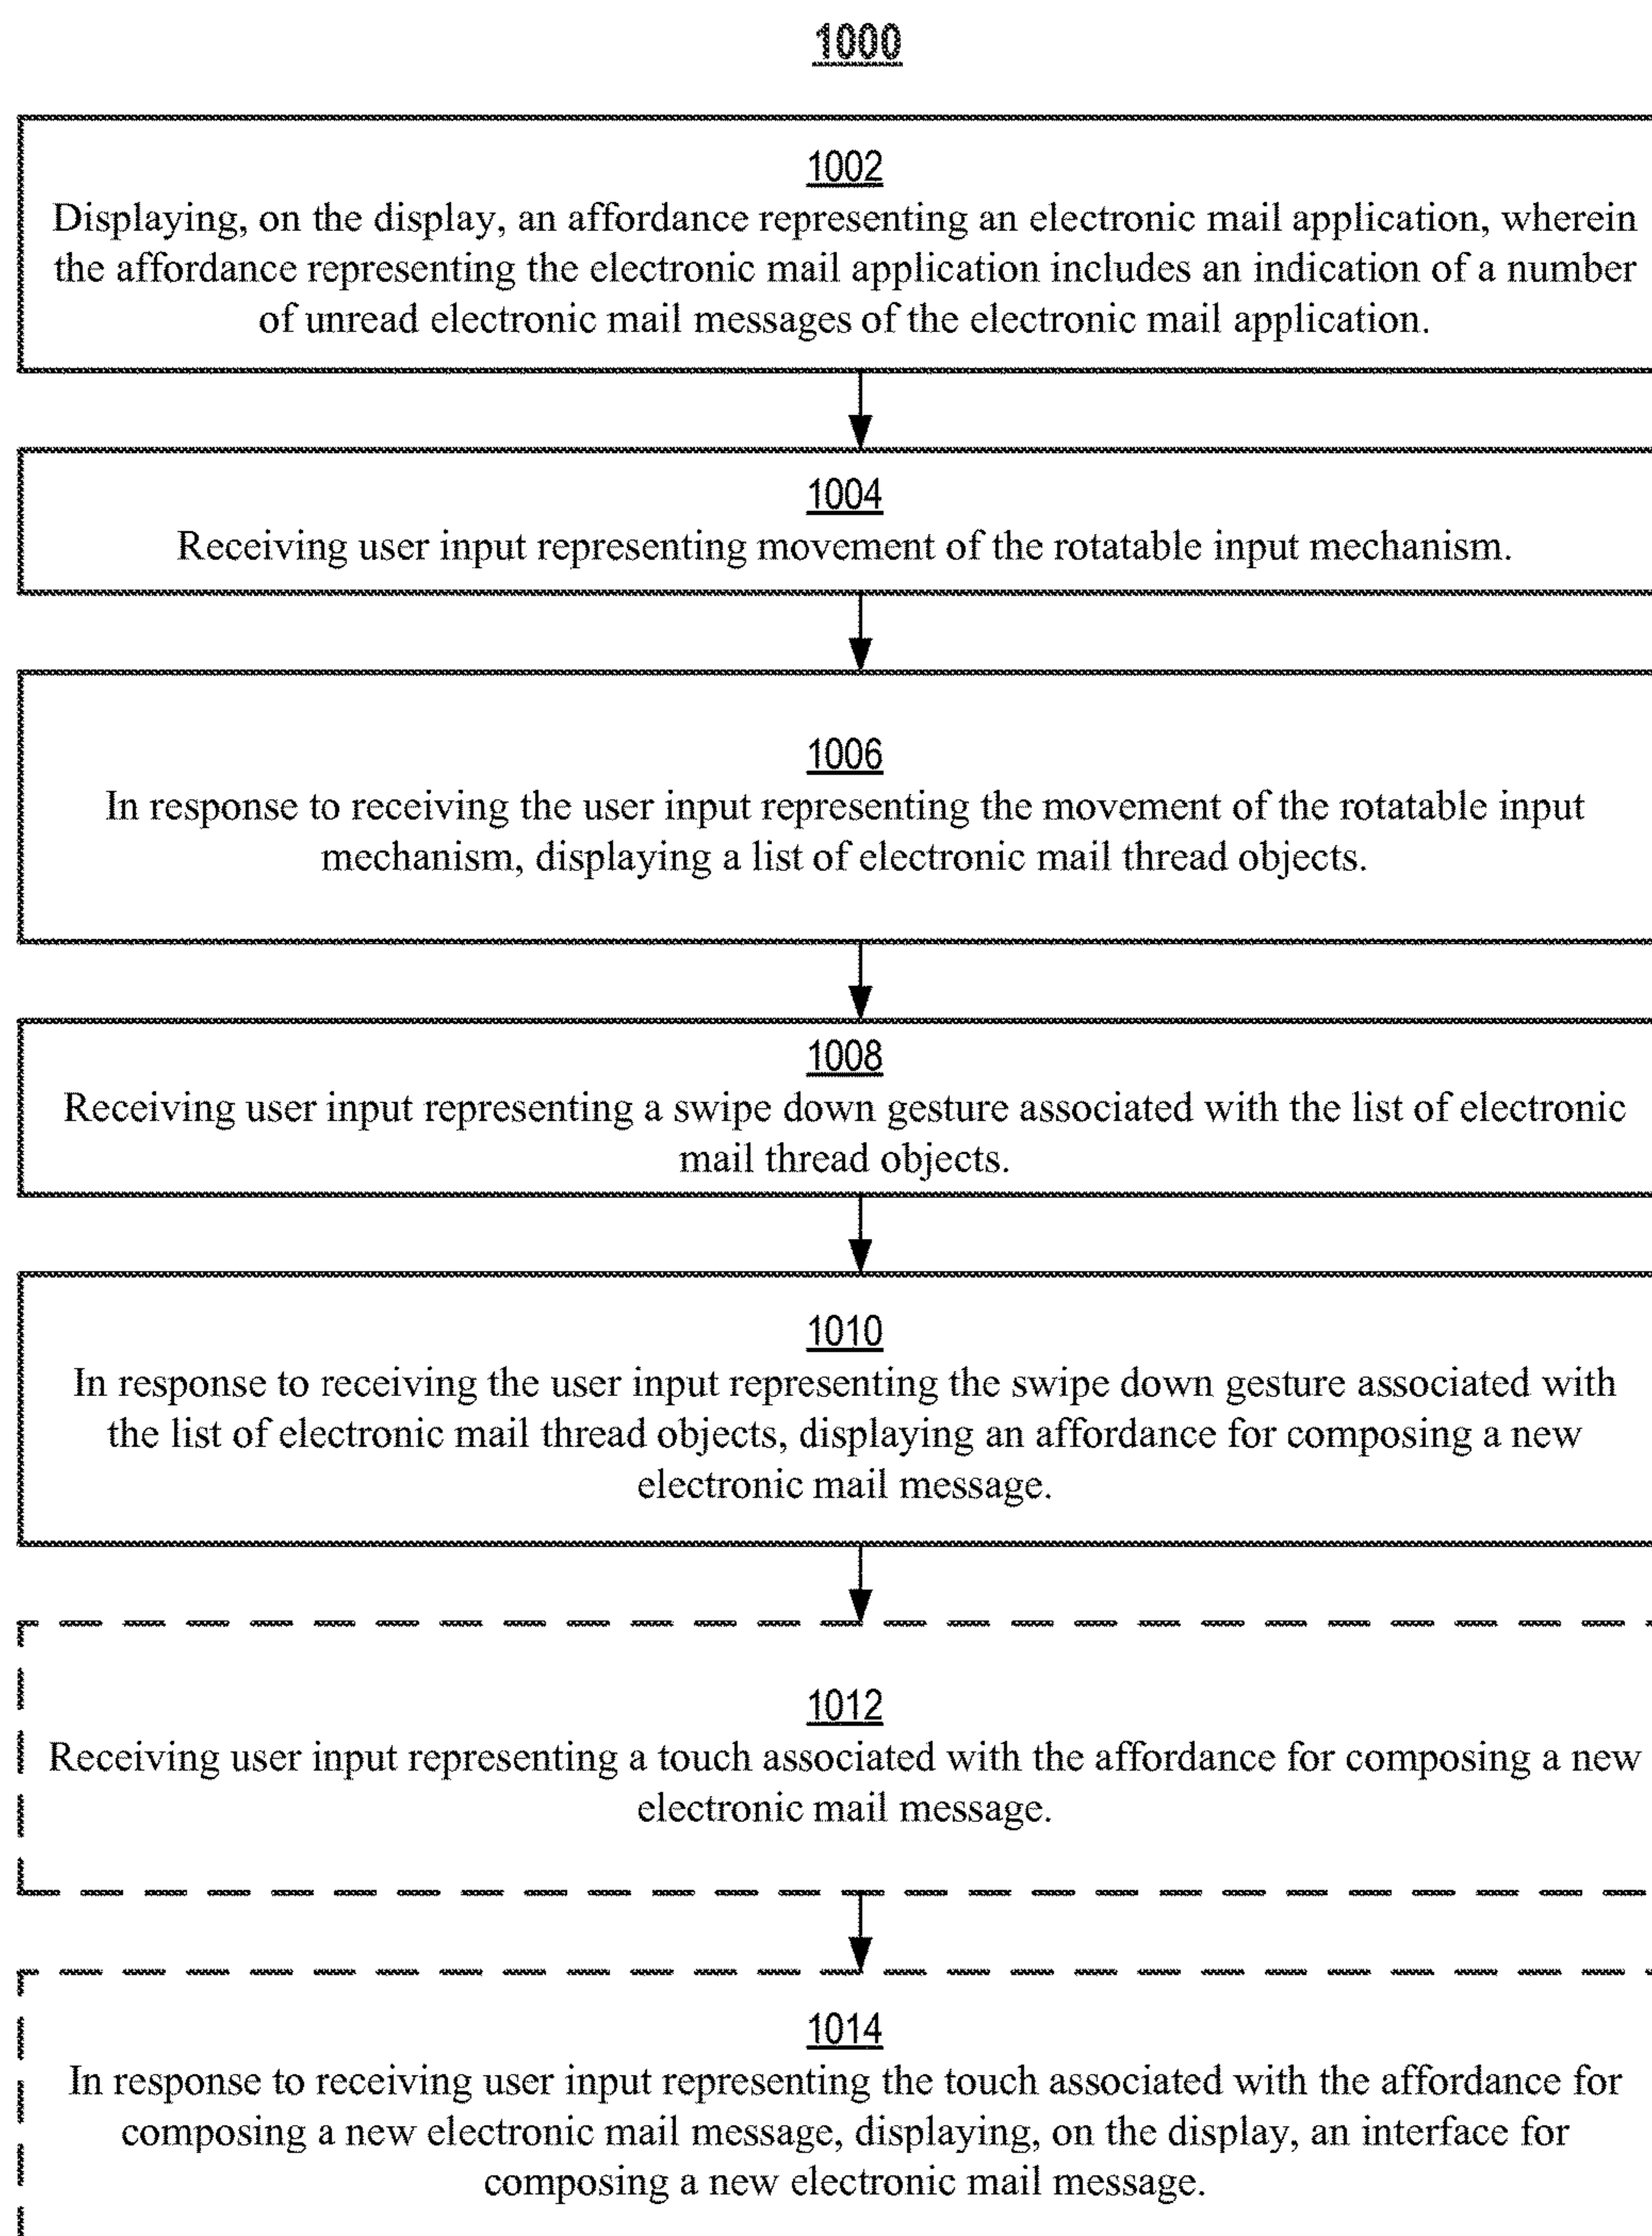 1000
1002
Displaying, on the display, an affordance representing an electronic mail application, wherein
the affordance representing the electronic mail application includes an indication of a number
of unread electronic mail messages of the electronic mail application.
1004
Receiving user input representing movement of the rotatable input mechanism.
1006
In response to receiving the user input representing the movement of the rotatable input
mechanism, displaying a list of electronic mail thread objects.
1008
Receiving user input representing a swipe down gesture associated with the list of electronic
mail thread objects.
1010
In response to receiving the user input representing the swipe down gesture associated with
the list of electronic mail thread objects, displaying an affordance for composing a new
electronic mail message.
1012
Receiving user input representing a touch associated with the affordance for composing a new
electronic mail message.
1014
In response to receiving user input representing the touch associated with the affordance for
composing a new electronic mail message, displaying, on the display, an interface for
composing a new electronic mail message.